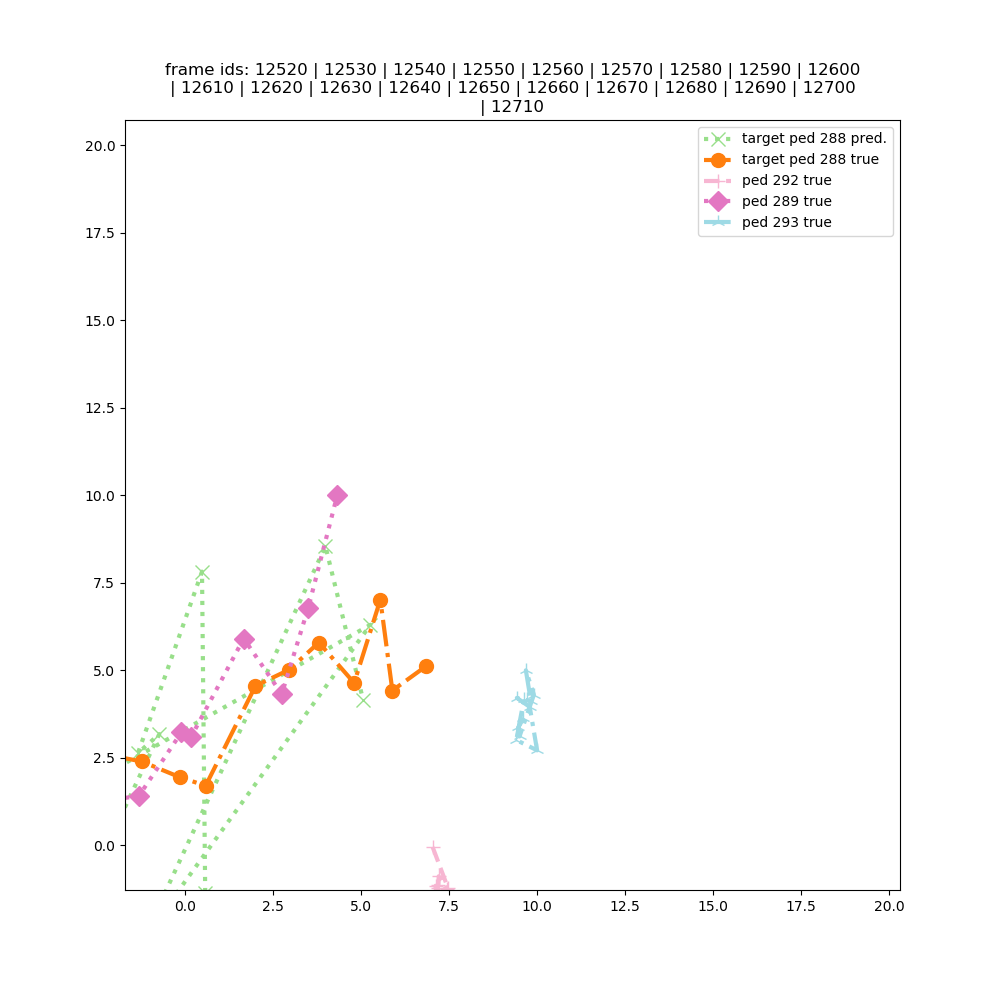 frame ids: 12520 | 12530 | 12540 | 12550 | 12560 | 12570 | 12580 | 12590 | 12600
| 12610 | 12620 | 12630 | 12640 | 12650 | 12660 | 12670 | 12680 | 12690 | 12700
| 12710
target ped 288 pred.
target ped 288 true
ped 292 true
ped 289 true
ped 293 true
20.0
17.5
15.0
12.5
10.0
7.5
5.0
2.5
0.0
0.0 2.5 5.0 7.5 10.0 12.5 15.0 17.5 20.0